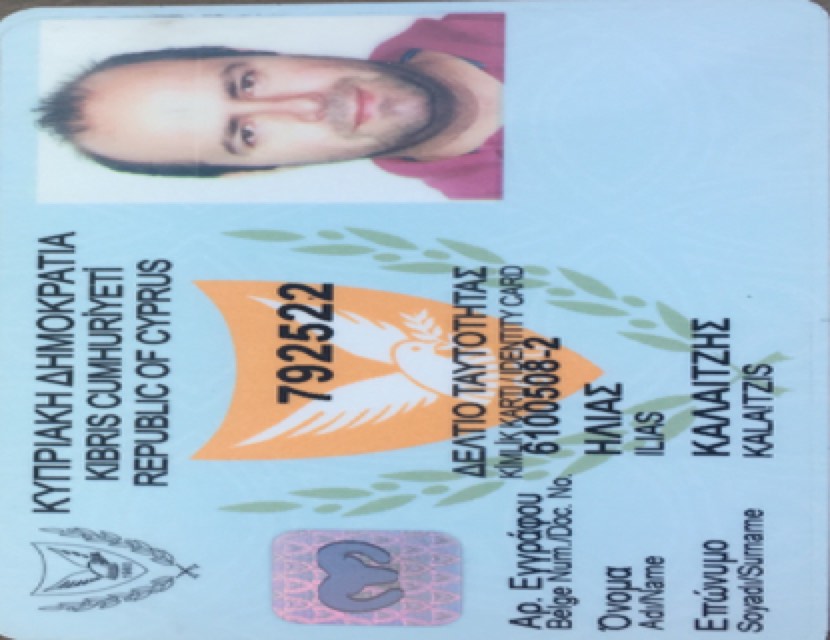 ΚΥΠΡΙΑΚΗ ΔΗΜΟΚΡΑΤΙΑ
KIBRIS CUMHURİYETİ
REPUBLIC OF CYPRUS
792522
ΔΕΛΤΙΟ ΤΑΥΤΟΤΗΤΑΣ
KİMLİK KARTI / IDENTITY CARD
Αρ. Εγγράφου 6100508-2
Belge Num./Doc. No.
Όνομα ΗΛΙΑΣ
Adı/Name ILIAS
Επώνυμο ΚΑΛΑΙΤΖΗΣ
Soyadı/Surname KALAITZIS